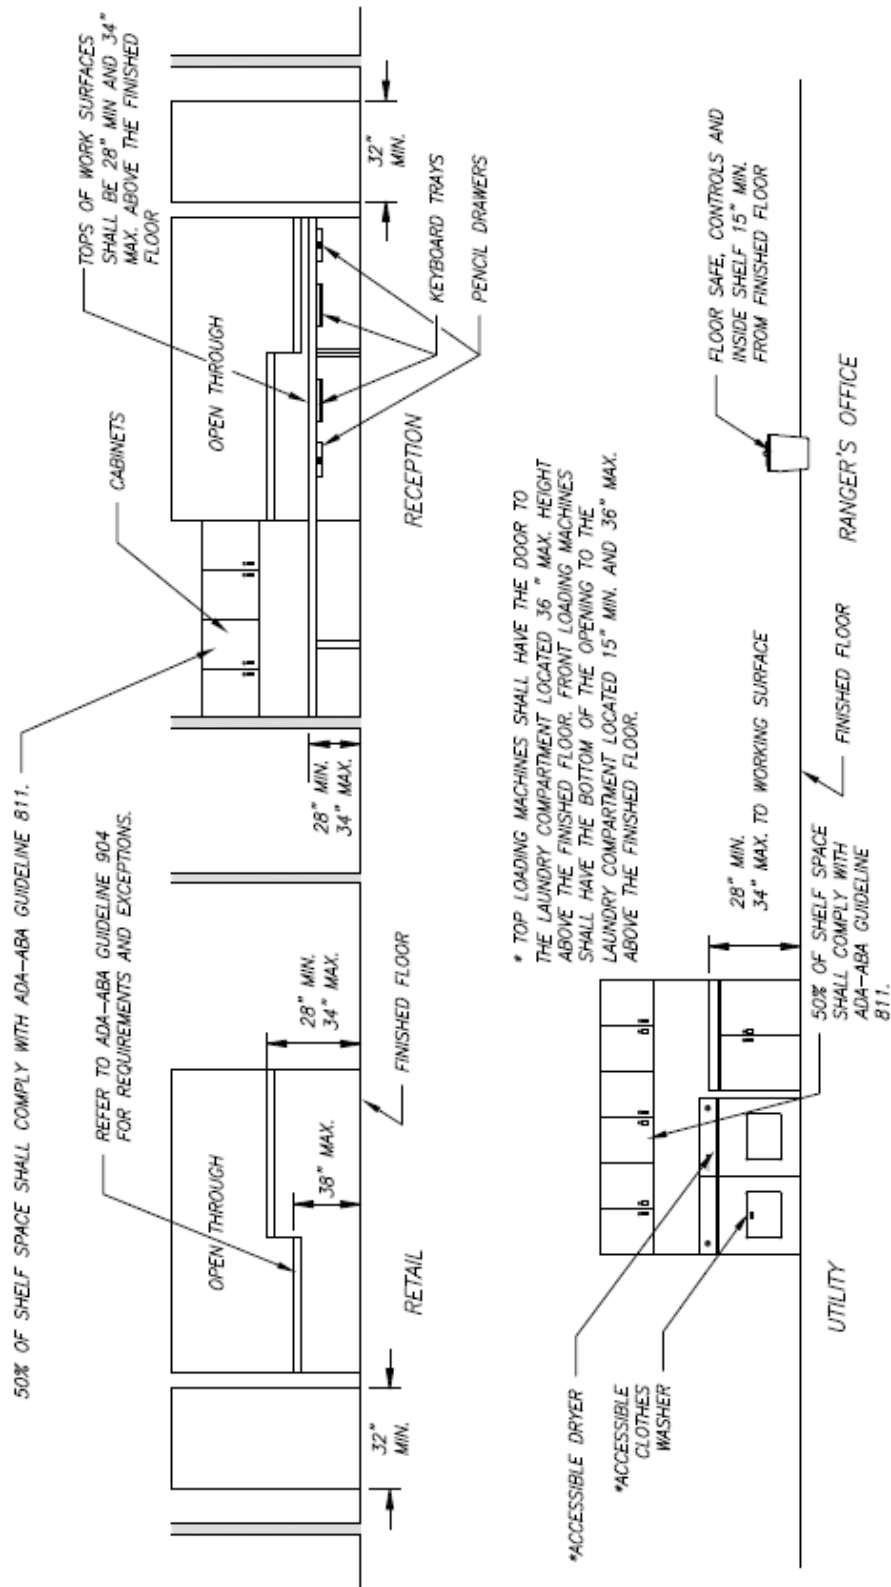 50% OF SHELF SPACE SHALL COMPLY WITH ADA-ABA GUIDELINE 811.
REFER TO ADA-ABA GUIDELINE 904
FOR REQUIREMENTS AND EXCEPTIONS.
CABINETS
TOPS OF WORK SURFACES
SHALL BE 28" MIN AND 34"
MAX. ABOVE THE FINISHED
FLOOR
OPEN THROUGH
OPEN THROUGH
32"
MIN.
38" MAX.
28" MIN.
34" MAX.
28" MIN.
34" MAX.
32"
MIN.
RETAIL
FINISHED FLOOR
RECEPTION
KEYBOARD TRAYS
PENCIL DRAWERS
* TOP LOADING MACHINES SHALL HAVE THE DOOR TO
THE LAUNDRY COMPARTMENT LOCATED 36 " MAX. HEIGHT
ABOVE THE FINISHED FLOOR. FRONT LOADING MACHINES
SHALL HAVE THE BOTTOM OF THE OPENING TO THE
LAUNDRY COMPARTMENT LOCATED 15" MIN. AND 36" MAX.
ABOVE THE FINISHED FLOOR.
*ACCESSIBLE DRYER
*ACCESSIBLE
CLOTHES
WASHER
28" MIN.
34" MAX. TO WORKING SURFACE
FLOOR SAFE, CONTROLS AND
INSIDE SHELF 15" MIN.
FROM FINISHED FLOOR
UTILITY
50% OF SHELF SPACE
SHALL COMPLY WITH
ADA-ABA GUIDELINE
811.
FINISHED FLOOR
RANGER'S OFFICE